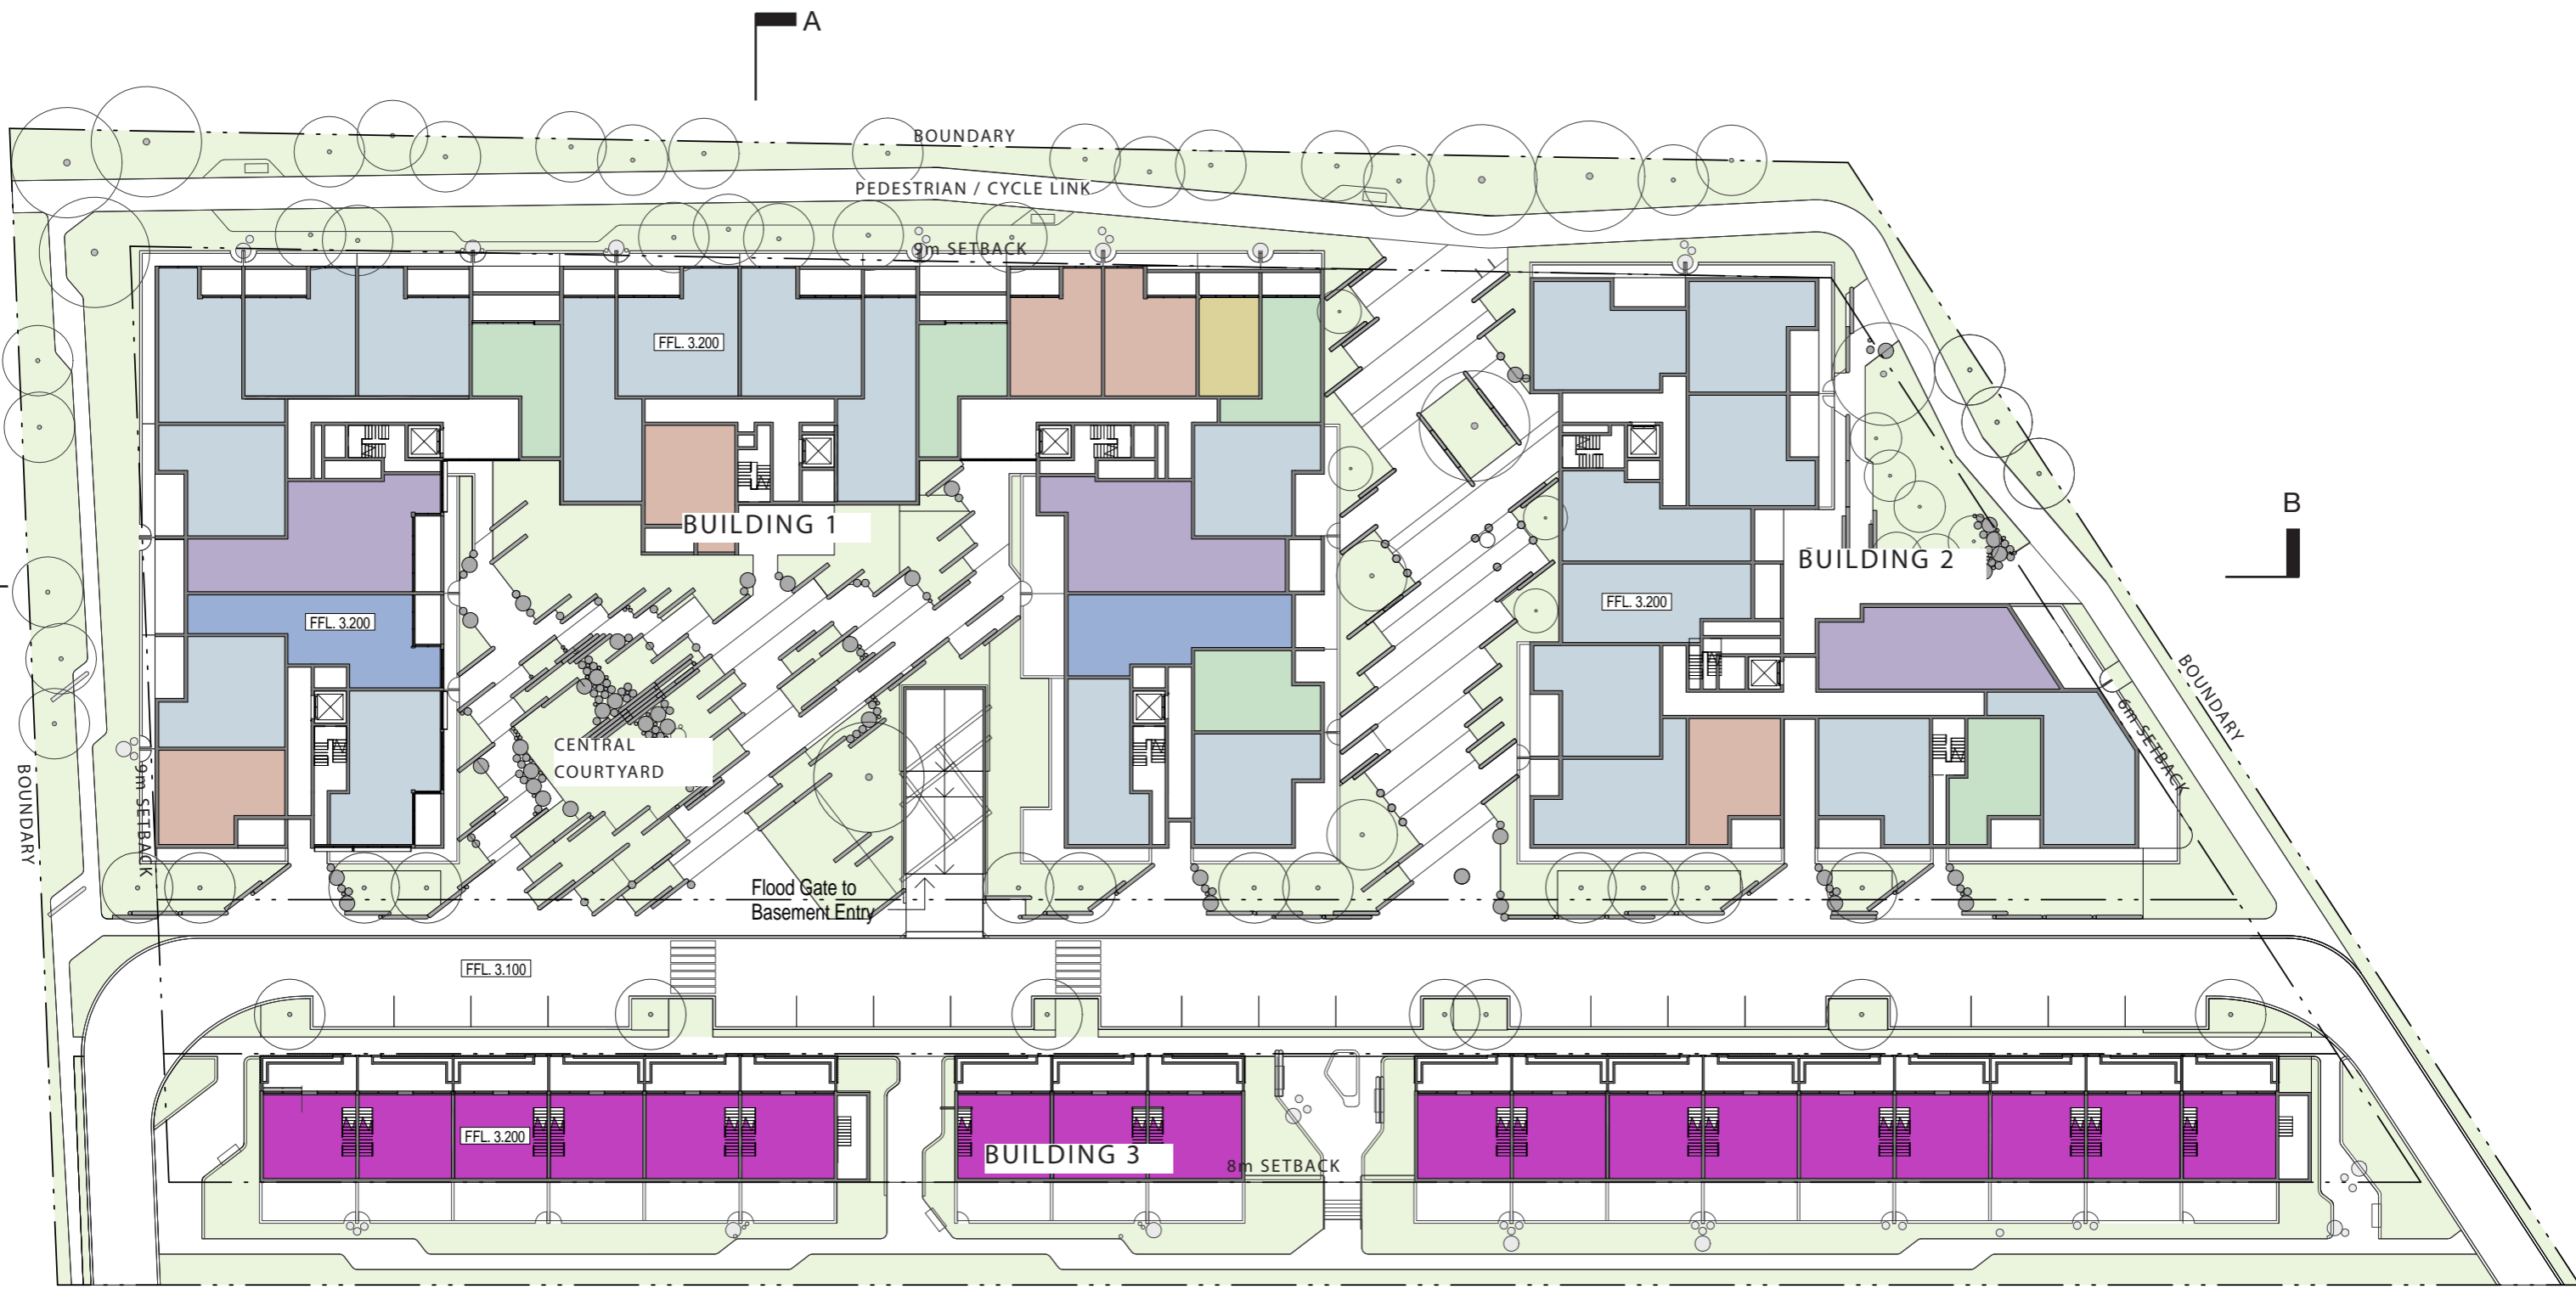 A
BOUNDARY
PEDESTRIAN / CYCLE LINK
9m SETBACK
FFL. 3.200
B
BUILDING 1
BUILDING 2
FFL. 3.200
FFL. 3.200
BOUNDARY
6m SETBACK
CENTRAL
COURTYARD
BOUNDARY
9m SETBACK
Flood Gate to
Basement Entry
FFL. 3.100
FFL. 3.200
BUILDING 3
8m SETBACK